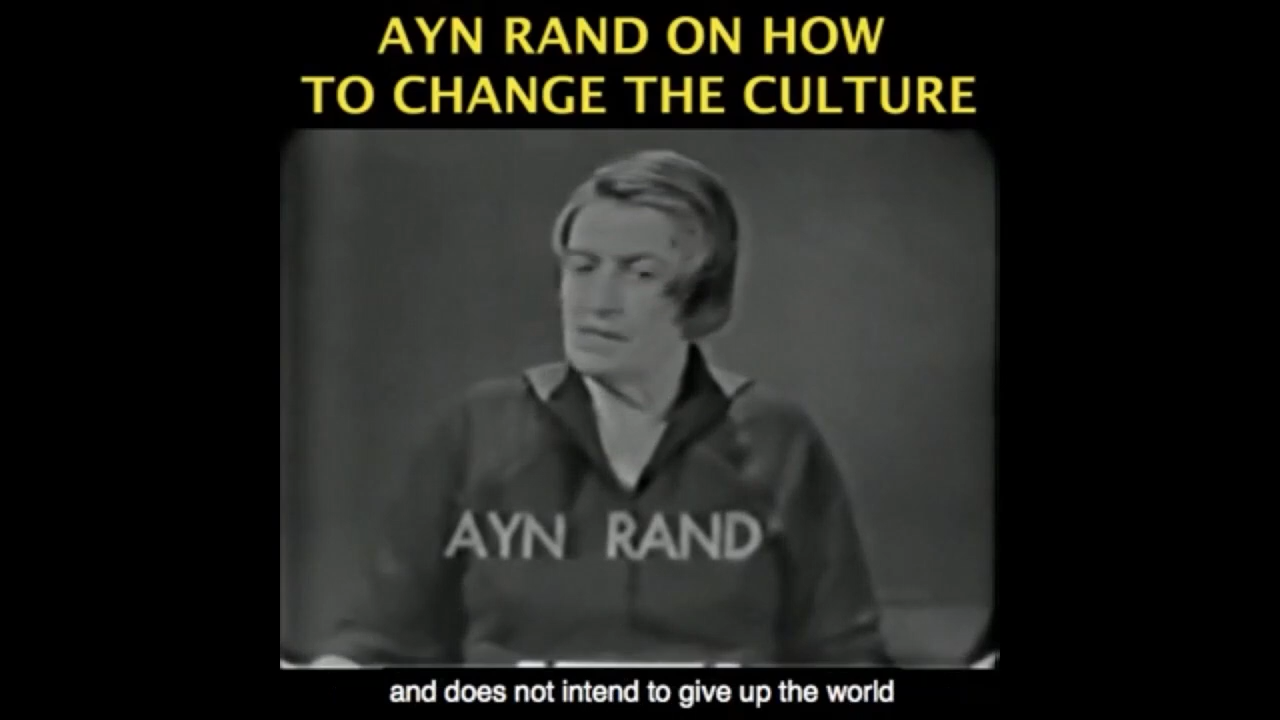 AYN RAND ON HOW
TO CHANGE THE CULTURE
AYN RAND
and does not intend to give up the world